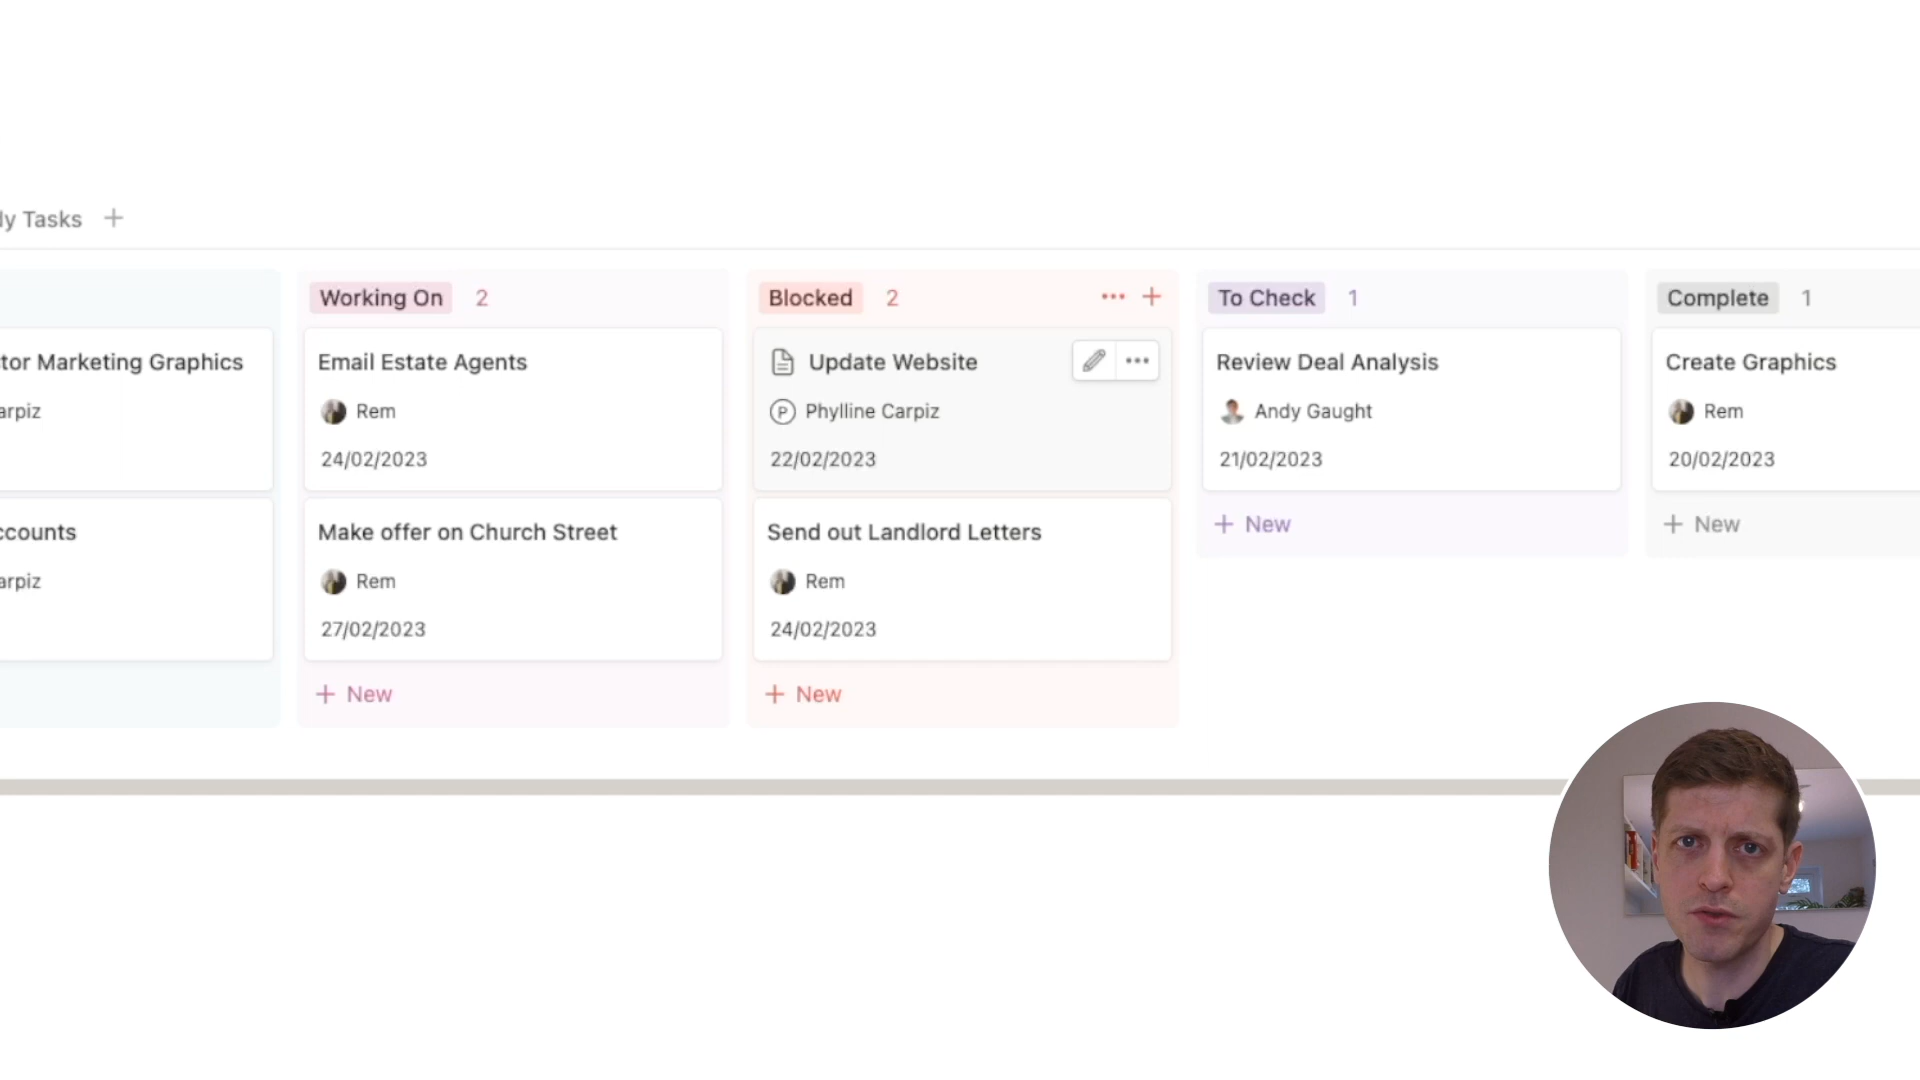 ly Tasks
Working On 2
Blocked 2
To Check 1
Complete 1
tor Marketing Graphics
arpiz
ccounts
arpiz
Email Estate Agents
Rem
24/02/2023
Make offer on Church Street
Rem
27/02/2023
+ New
Update Website
P Phylline Carpiz
22/02/2023
Send out Landlord Letters
Rem
24/02/2023
+ New
Review Deal Analysis
Andy Gaught
21/02/2023
+ New
Create Graphics
Rem
20/02/2023
+ New